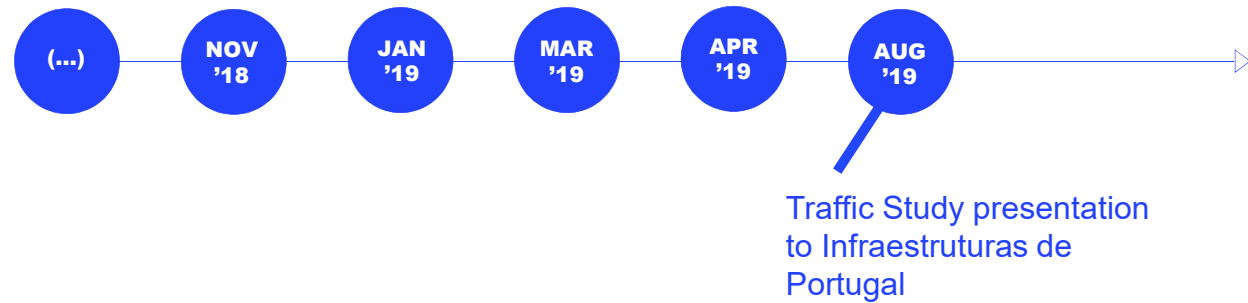 (...)
NOV
’18
JAN
’19
MAR
’19
APR
’19
AUG
’19
Traffic Study presentation
to Infraestruturas de
Portugal